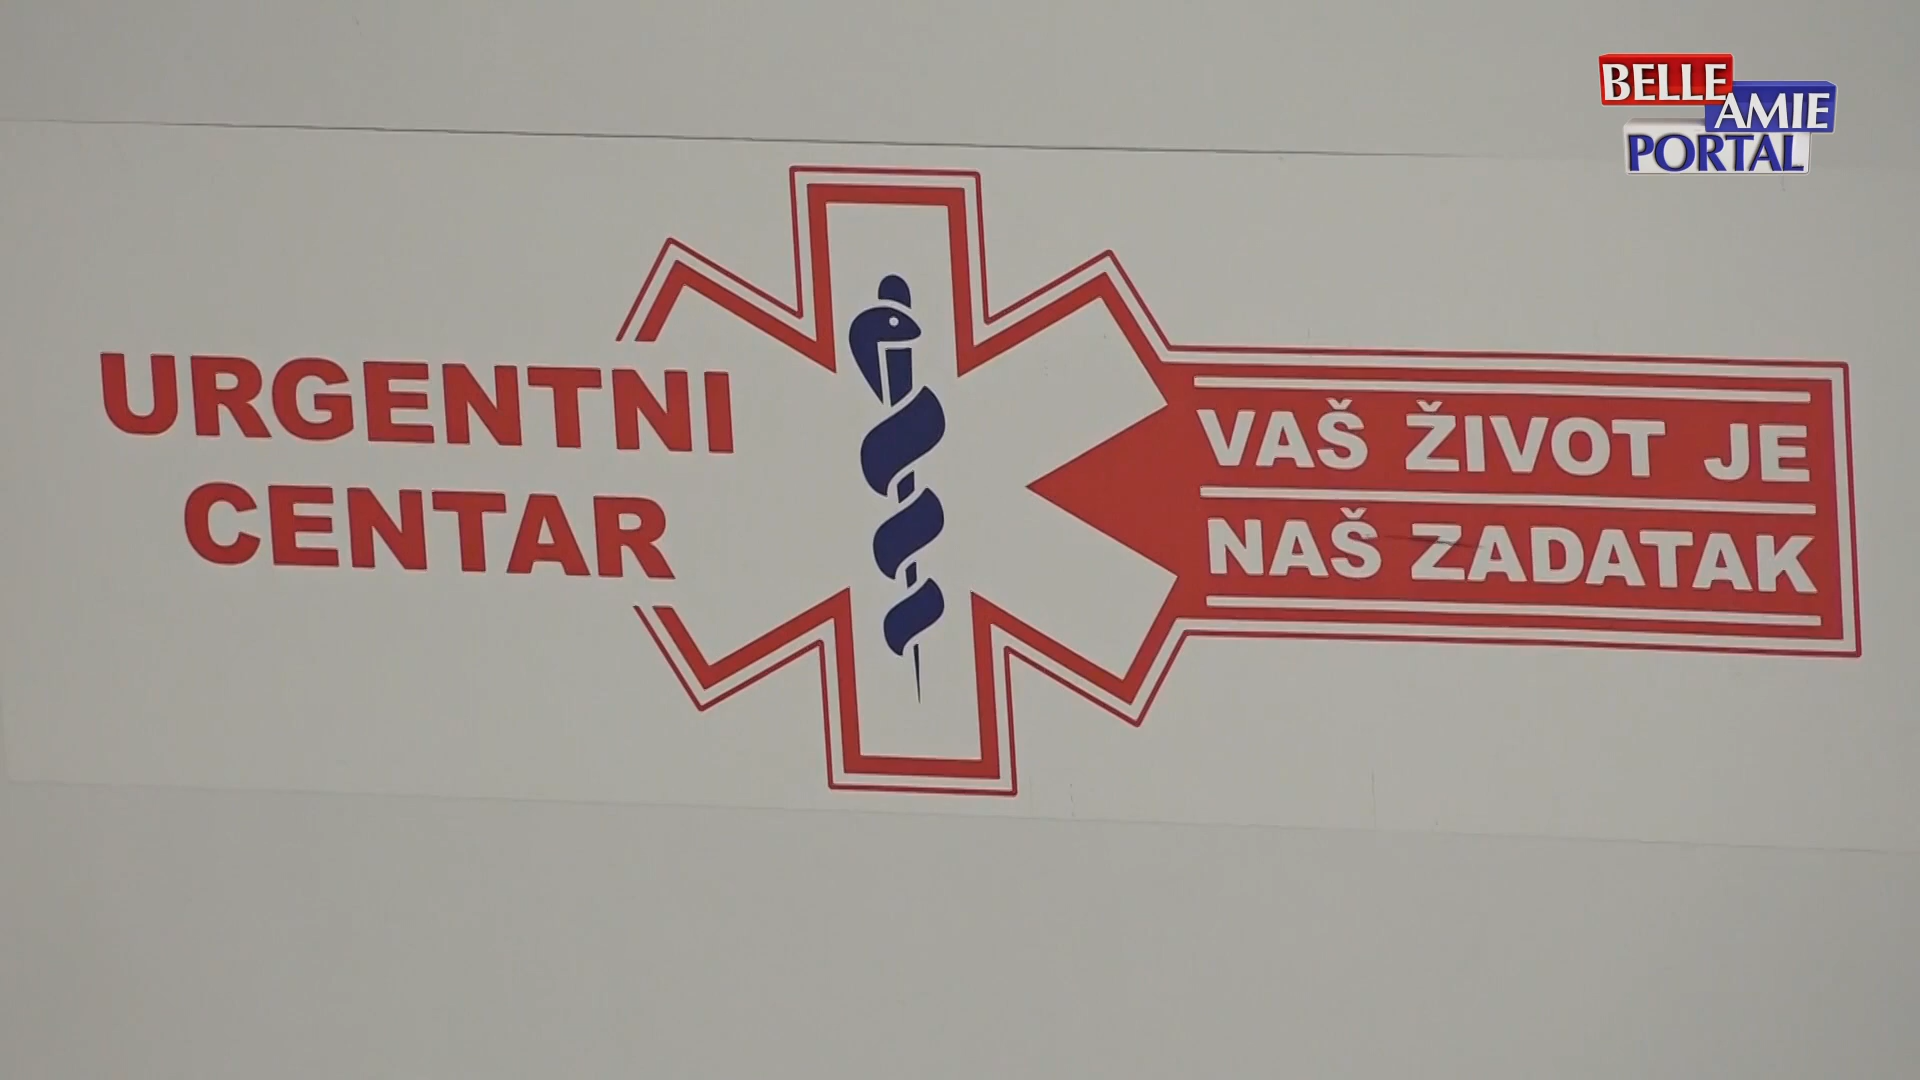 BELLE
AMIE
PORTAL
URGENTNI
CENTAR
VAŠ ŽIVOT JE
NAŠ ZADATAK